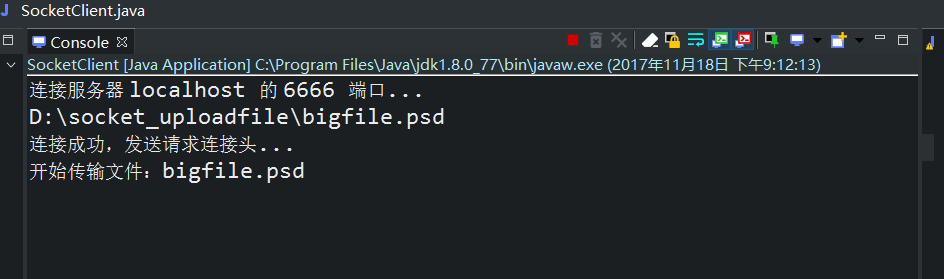 SocketClient.java
Console
SocketClient [Java Application] C:\Program Files\Java\jdk1.8.0_77\bin\javaw.exe (2017年11月18日 下午9:12:13)
连接服务器 localhost 的 6666 端口...
D:\socket_uploadfile\bigfile.psd
连接成功，发送请求连接头...
开始传输文件：bigfile.psd